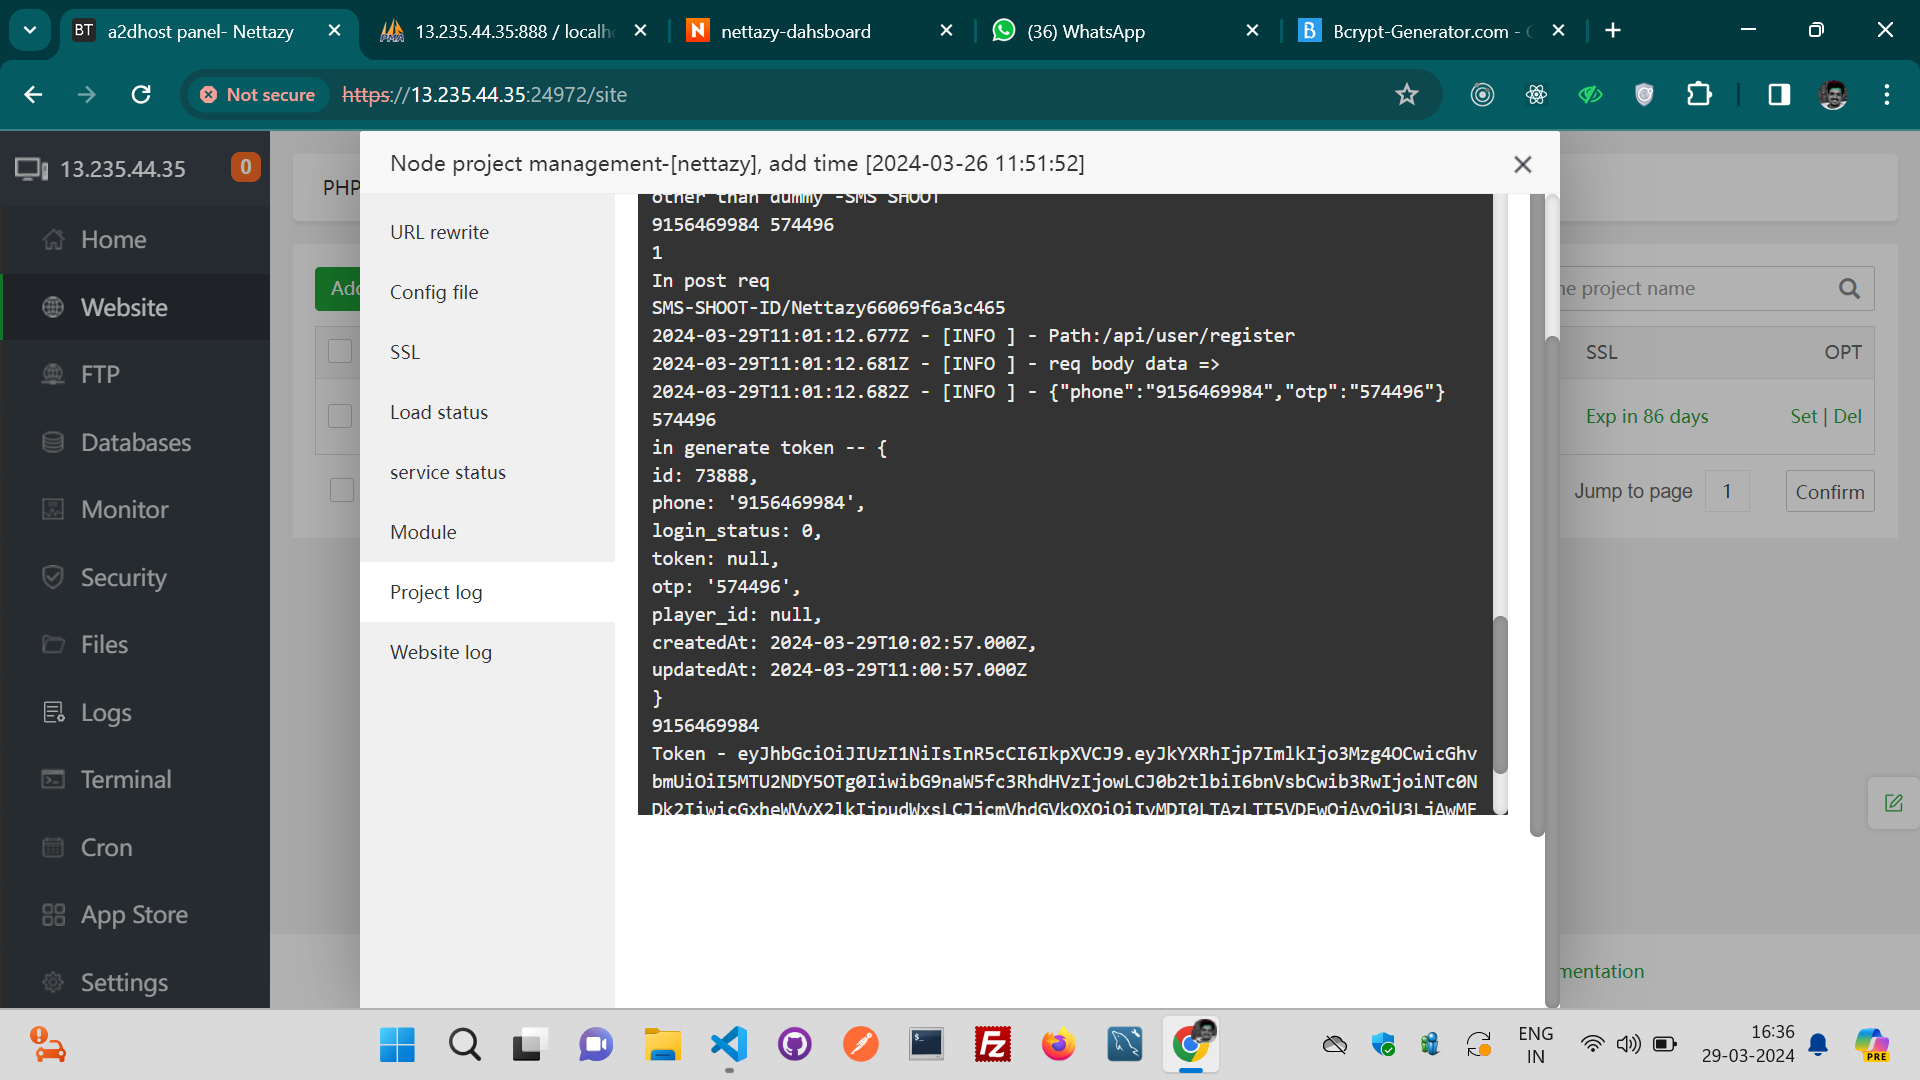 BT a2dhost panel- Nettazy
13.235.44.35:888 / localh
N nettazy-dahsboard
(36) WhatsApp
B Bcrypt-Generator.com -
Not secure https://13.235.44.35:24972/site
13.235.44.35 0
Home
Website
FTP
Databases
Monitor
Security
Files
Logs
Terminal
Cron
App Store
Settings
PHP
Add
Node project management-[nettazy], add time [2024-03-26 11:51:52]
URL rewrite
Config file
SSL
Load status
service status
Module
Project log
Website log
other than dummy -SMS SHOOT
9156469984 574496
1
In post req
SMS-SHOOT-ID/Nettazy66069f6a3c465
2024-03-29T11:01:12.677Z - [INFO ] - Path:/api/user/register
2024-03-29T11:01:12.681Z - [INFO ] - req body data =>
2024-03-29T11:01:12.682Z - [INFO ] - {"phone":"9156469984","otp":"574496"}
574496
in generate token -- {
id: 73888,
phone: '9156469984',
login_status: 0,
token: null,
otp: '574496',
player_id: null,
createdAt: 2024-03-29T10:02:57.000Z,
updatedAt: 2024-03-29T11:00:57.000Z
}
9156469984
Token - eyJhbGciOiJIUzI1NiIsInR5cCI6IkpXVCJ9.eyJkYXRhIjp7ImlkIjo3Mzg4OCwicGhv
bmUiOiI5MTU2NDY5OTg0IiwibG9naW5fc3RhdHVzIjowLCJ0b2tlbiI6bnVsbCwib3RwIjoiNTc0N
Dk2IiwicGxheWVyX2lkIjpudWxsLCJjcmVhdGVkQXQiOiIyMDI0LTAzLTI5VDEwOjAyOjU3LjAwMF
ne project name
SSL OPT
Exp in 86 days Set | Del
Jump to page 1 Confirm
mentation
ENG
IN
16:36
29-03-2024
PRE